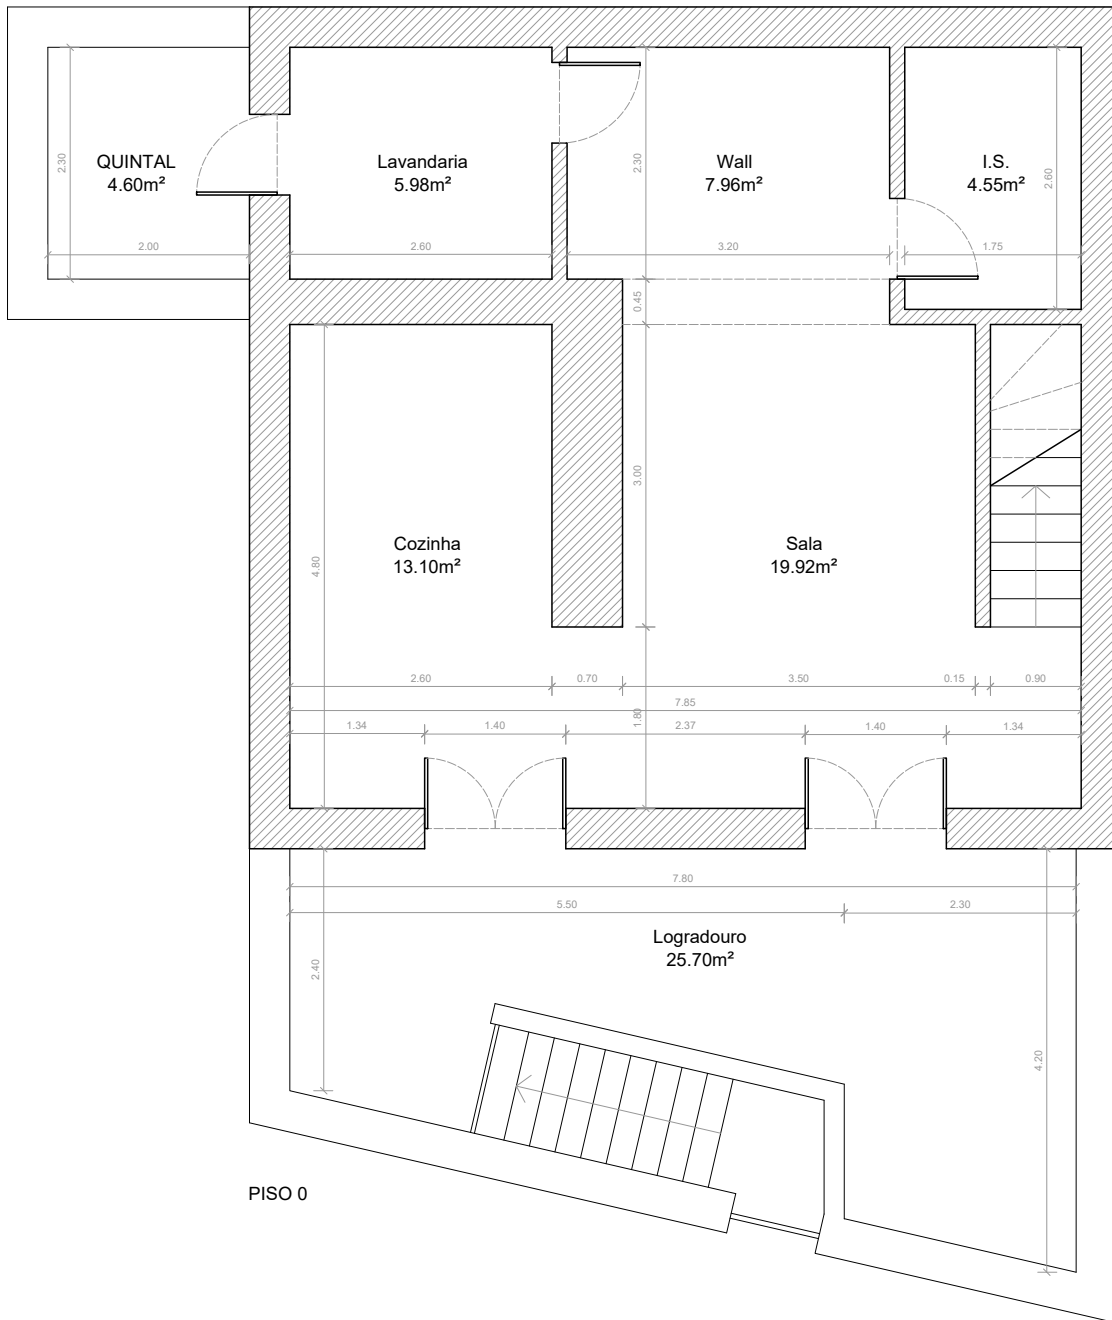 QUINTAL
4.60m²
Lavandaria
5.98m²
Wall
7.96m²
I.S.
4.55m²
2.30
2.30
2.60
2.00
2.60
3.20
1.75
0.45
3.00
4.80
Cozinha
13.10m²
Sala
19.92m²
2.60
0.70
3.50
0.15
0.90
7.85
1.80
1.34
1.40
2.37
1.40
1.34
7.80
5.50
2.30
Logradouro
25.70m²
2.40
4.20
PISO 0